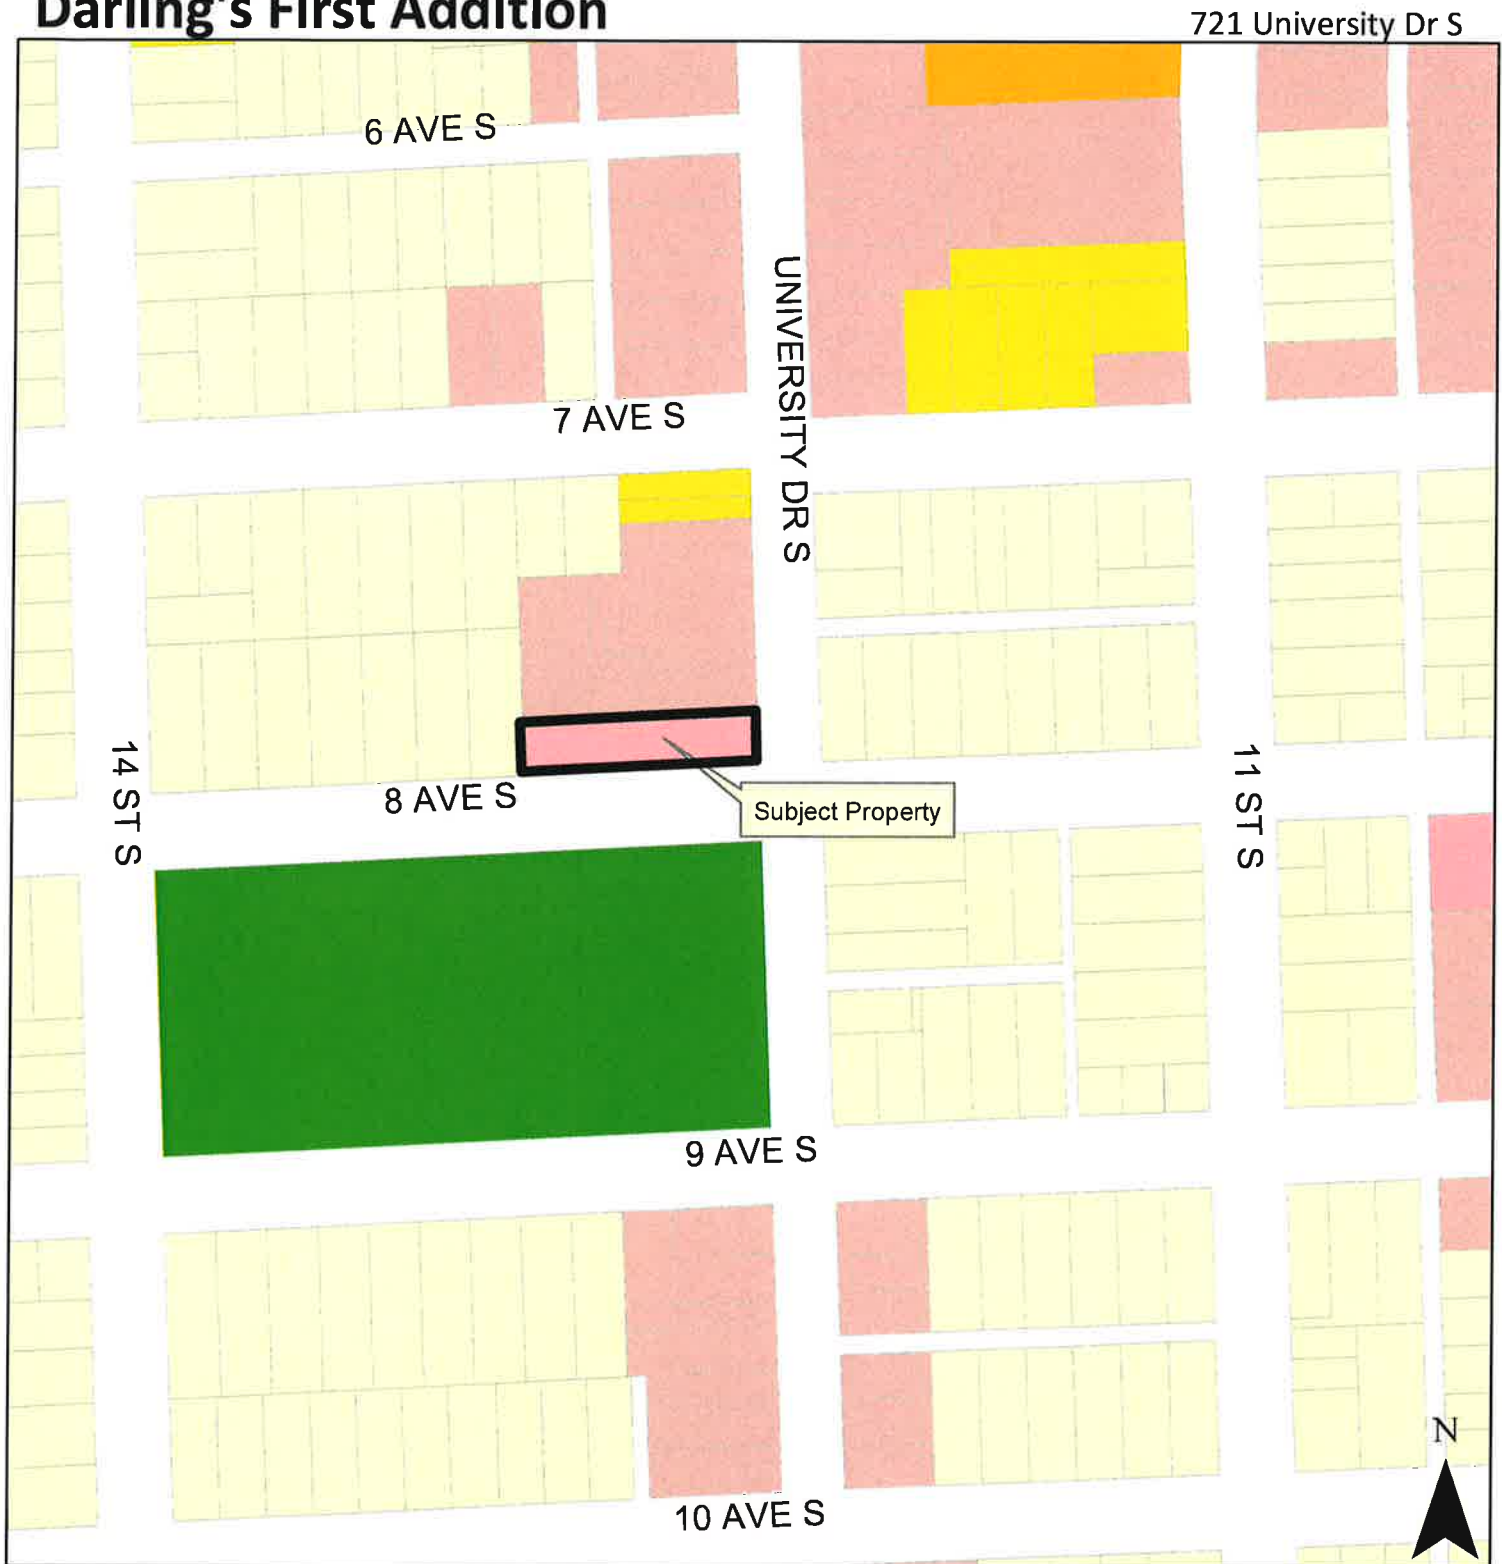 Darling's First Addition
721 University Dr S
6 AVE S
UNIVERSITY DR S
7 AVE S
14 ST S
8 AVE S
Subject Property
11 ST S
9 AVE S
N
10 AVE S